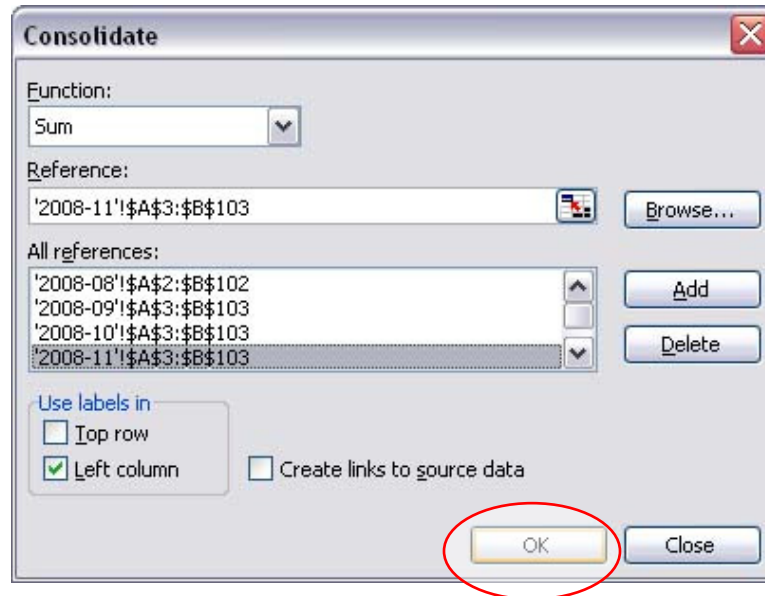 Consolidate
Function:
Sum
Reference:
'2008-11'!$A$3:$B$103
Browse...
All references:
'2008-08'!$A$2:$B$102
'2008-09'!$A$3:$B$103
'2008-10'!$A$3:$B$103
'2008-11'!$A$3:$B$103
Add
Delete
Use labels in
Top row
Left column
Create links to source data
OK
Close